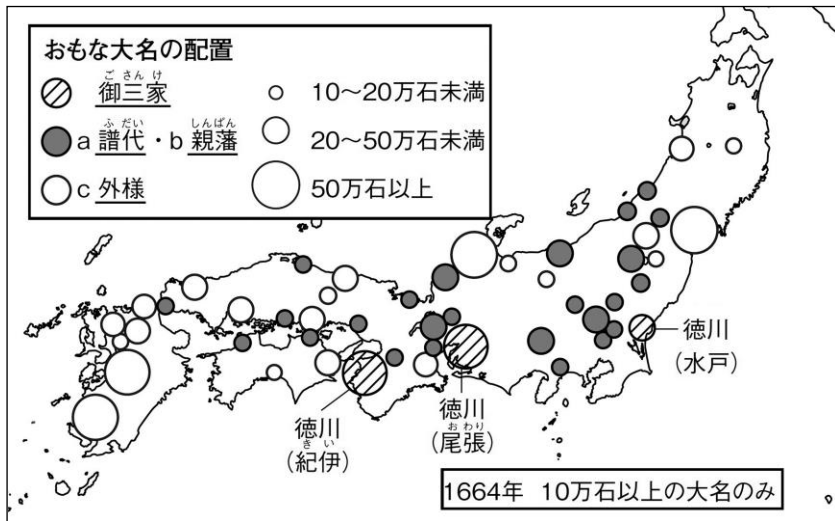 おもな大名の配置
ごさんけ
御三家
10～20万石未満
ふだい しんぱん
a 譜代・b 親藩
20～50万石未満
c 外様
50万石以上
徳川
(水戸)
徳川
おわり
(尾張)
徳川
きい
(紀伊)
1664年 10万石以上の大名のみ